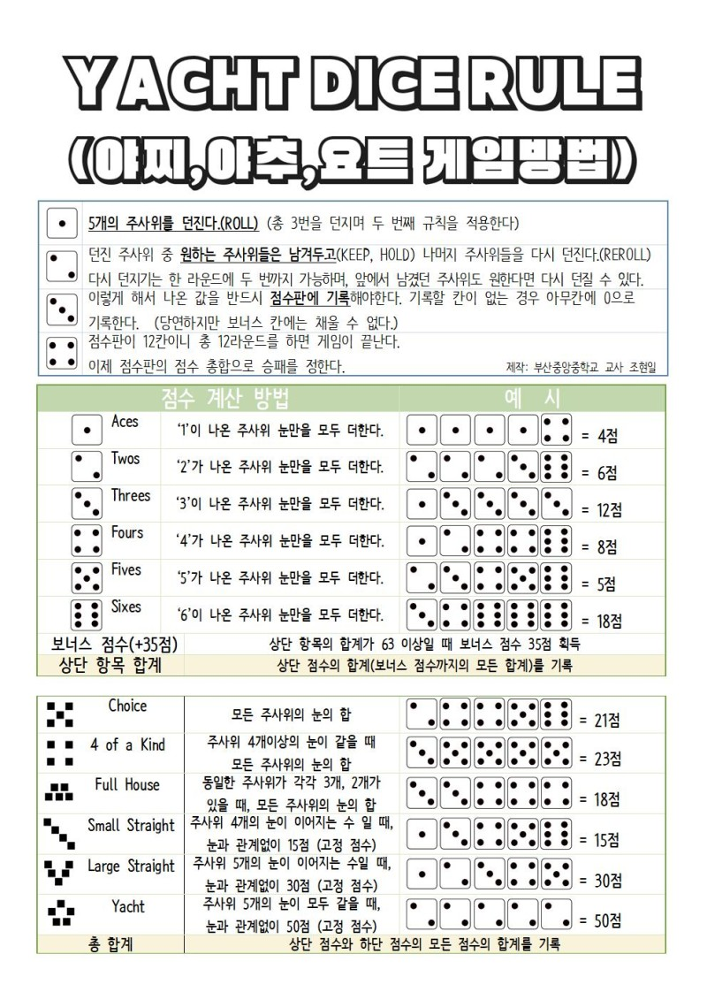 YACHT DICE RULE
(야찌,야추,요트 게임방법)
5개의 주사위를 던진다.(ROLL) (총 3번을 던지며 두 번째 규칙을 적용한다)
던진 주사위 중 원하는 주사위들은 남겨두고(KEEP, HOLD) 나머지 주사위들을 다시 던진다.(REROLL)
다시 던지기는 한 라운드에 두 번까지 가능하며, 앞에서 남겼던 주사위도 원한다면 다시 던질 수 있다.
이렇게 해서 나온 값을 반드시 점수판에 기록해야한다. 기록할 칸이 없는 경우 아무칸에 0으로
기록한다. (당연하지만 보너스 칸에는 채울 수 없다.)
점수판이 12칸이니 총 12라운드를 하면 게임이 끝난다.
이제 점수판의 점수 총합으로 승패를 정한다. 제작: 부산중앙중학교 교사 조현일
점수 계산 방법 예 시
Aces ‘1’이 나온 주사위 눈만을 모두 더한다. = 4점
Twos ‘2’가 나온 주사위 눈만을 모두 더한다. = 6점
Threes ‘3’이 나온 주사위 눈만을 모두 더한다. = 12점
Fours ‘4’가 나온 주사위 눈만을 모두 더한다. = 8점
Fives ‘5’가 나온 주사위 눈만을 모두 더한다. = 5점
Sixes ‘6’이 나온 주사위 눈만을 모두 더한다. = 18점
보너스 점수(+35점) 상단 항목의 합계가 63 이상일 때 보너스 점수 35점 획득
상단 항목 합계 상단 점수의 합계(보너스 점수까지의 모든 합계)를 기록
Choice 모든 주사위의 눈의 합 = 21점
4 of a Kind 주사위 4개이상의 눈이 같을 때
모든 주사위의 눈의 합 = 23점
Full House 동일한 주사위가 각각 3개, 2개가
있을 때, 모든 주사위의 눈의 합 = 18점
Small Straight 주사위 4개의 눈이 이어지는 수 일 때,
눈과 관계없이 15점 (고정 점수) = 15점
Large Straight 주사위 5개의 눈이 이어지는 수일 때,
눈과 관계없이 30점 (고정 점수) = 30점
Yacht 주사위 5개의 눈이 모두 같을 때,
눈과 관계없이 50점 (고정 점수) = 50점
총 합계 상단 점수와 하단 점수의 모든 점수의 합계를 기록